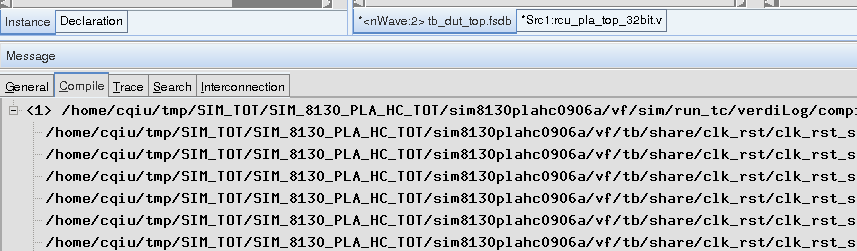 Instance Declaration *<nWave:2> tb_dut_top.fsdb *Src1:rcu_pla_top_32bit.v
Message
General Compile Trace Search Interconnection
<1> /home/cqiu/tmp/SIM_TOT/SIM_8130_PLA_HC_TOT/sim8130plahc0906a/vf/sim/run_tc/verdiLog/compi
/home/cqiu/tmp/SIM_TOT/SIM_8130_PLA_HC_TOT/sim8130plahc0906a/vf/tb/share/clk_rst/clk_rst_s
/home/cqiu/tmp/SIM_TOT/SIM_8130_PLA_HC_TOT/sim8130plahc0906a/vf/tb/share/clk_rst/clk_rst_s
/home/cqiu/tmp/SIM_TOT/SIM_8130_PLA_HC_TOT/sim8130plahc0906a/vf/tb/share/clk_rst/clk_rst_s
/home/cqiu/tmp/SIM_TOT/SIM_8130_PLA_HC_TOT/sim8130plahc0906a/vf/tb/share/clk_rst/clk_rst_s
/home/cqiu/tmp/SIM_TOT/SIM_8130_PLA_HC_TOT/sim8130plahc0906a/vf/tb/share/clk_rst/clk_rst_s
/home/cqiu/tmp/SIM_TOT/SIM_8130_PLA_HC_TOT/sim8130plahc0906a/vf/tb/share/clk_rst/clk_rst_s